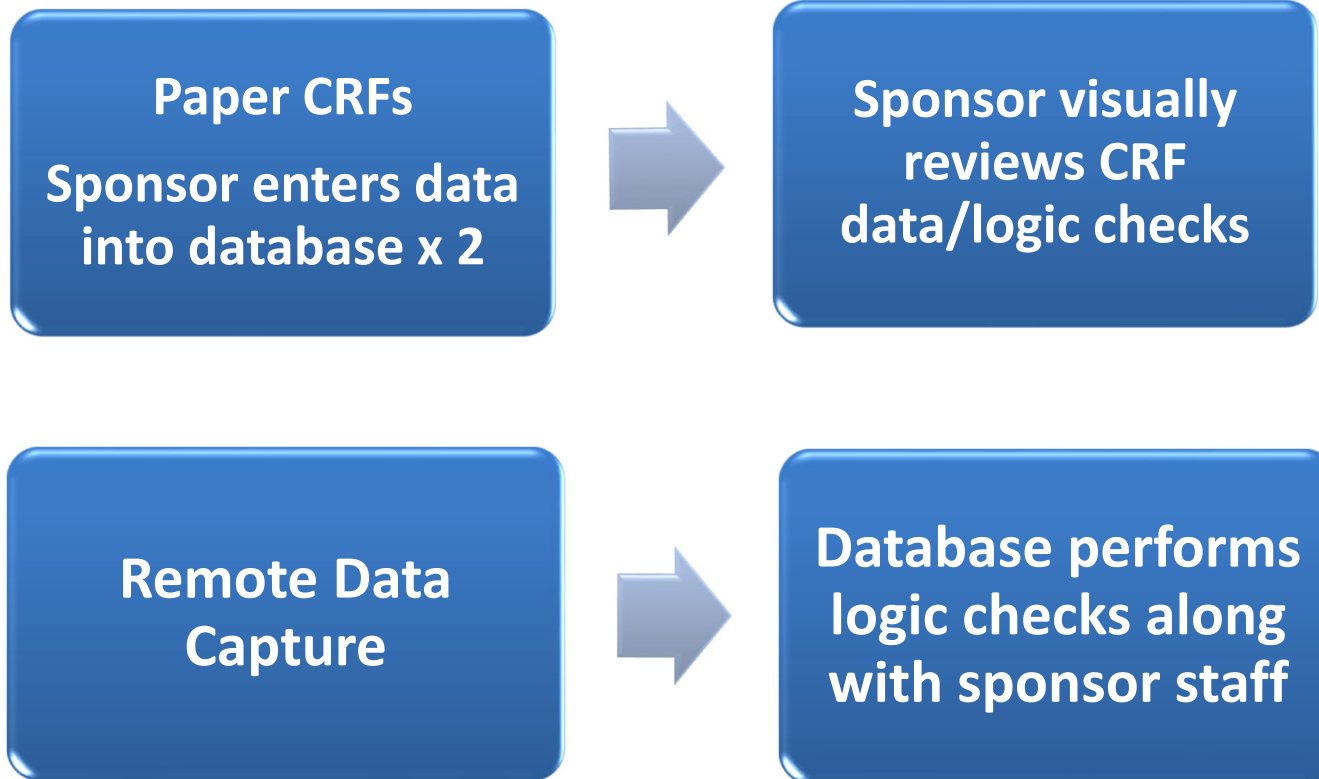 Paper CRFs
Sponsor enters data
into database x 2
Sponsor visually
reviews CRF
data/logic checks
Remote Data
Capture
Database performs
logic checks along
with sponsor staff